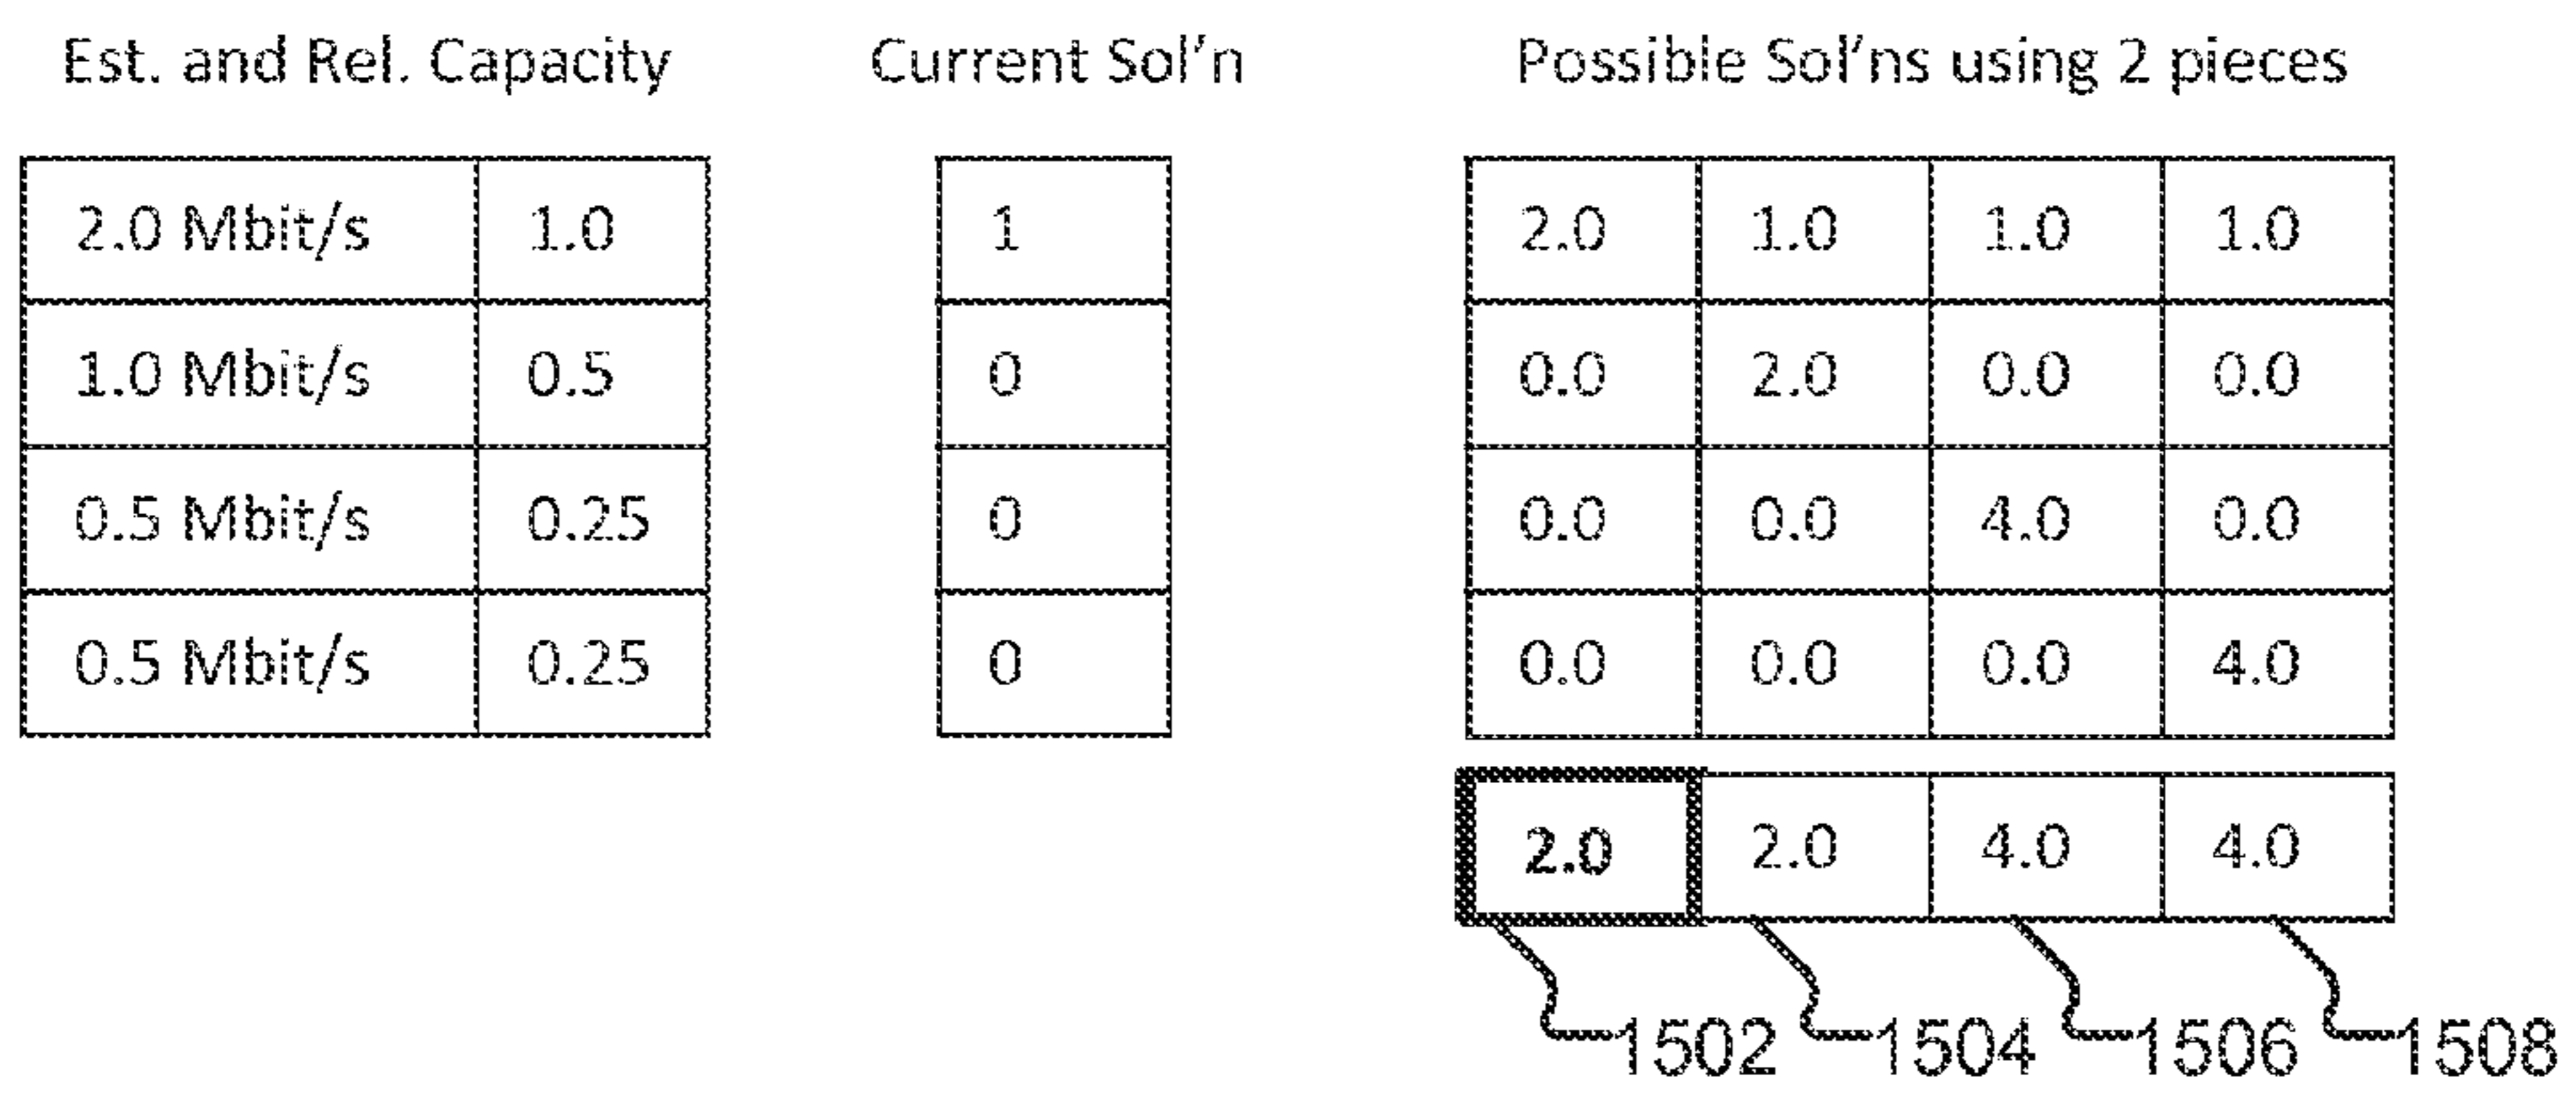 Est. and Rel. Capacity Current Sol'n Possible Sol'ns using 2 pieces
2.0 Mbit/s 1.0 1 2.0 1.0 1.0 1.0
1.0 Mbit/s 0.5 0 0.0 2.0 0.0 0.0
0.5 Mbit/s 0.25 0 0.0 0.0 4.0 0.0
0.5 Mbit/s 0.25 0 0.0 0.0 0.0 4.0
2.0 2.0 4.0 4.0
1502 1504 1506 1508